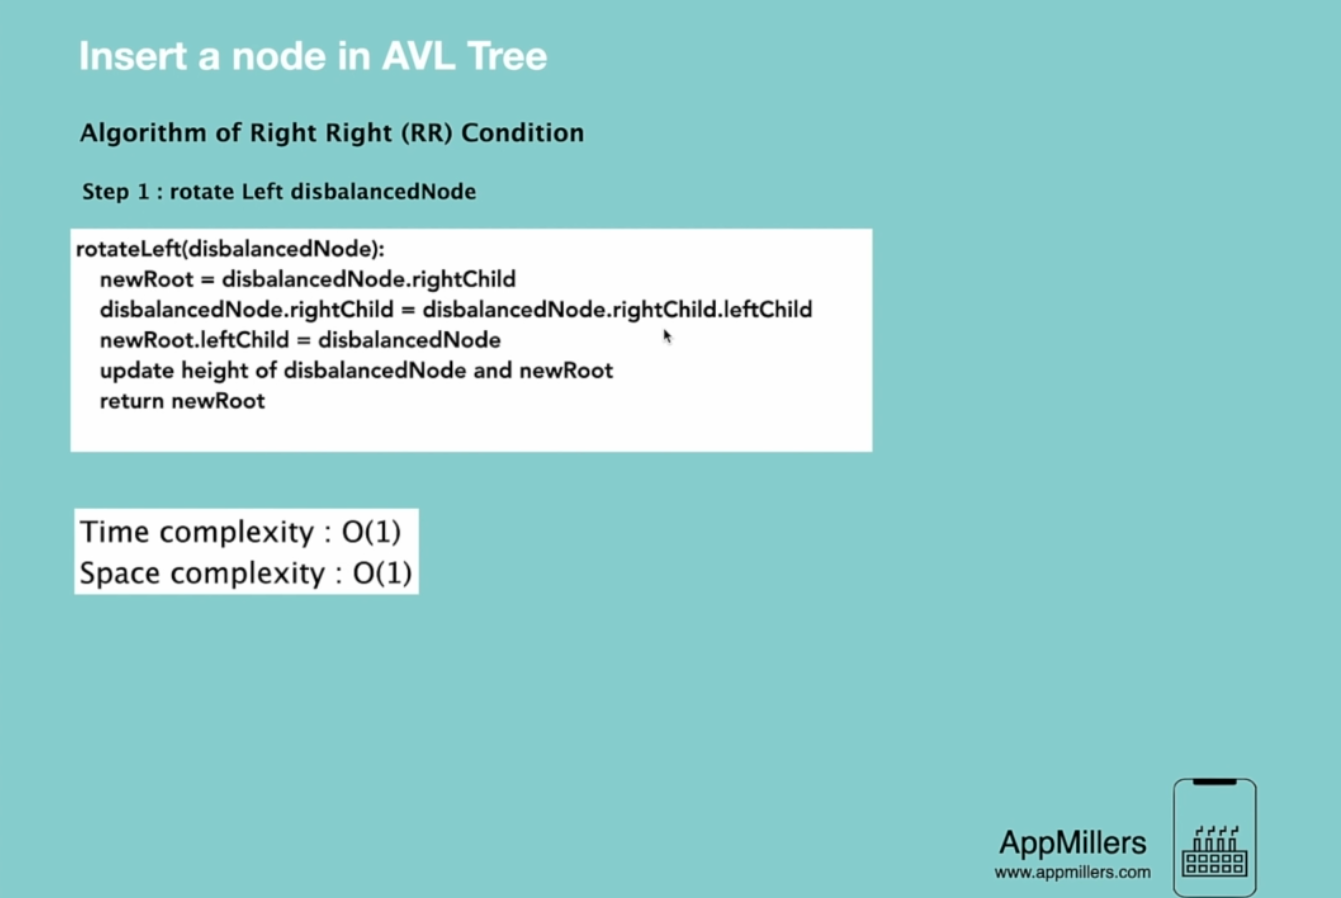 Insert a node in AVL Tree
Algorithm of Right Right (RR) Condition
Step 1 : rotate Left disbalancedNode
rotateLeft(disbalancedNode):
newRoot = disbalancedNode.rightChild
disbalancedNode.rightChild = disbalancedNode.rightChild.leftChild
newRoot.leftChild = disbalancedNode
update height of disbalancedNode and newRoot
return newRoot
Time complexity : O(1)
Space complexity : O(1)
AppMillers
www.appmillers.com